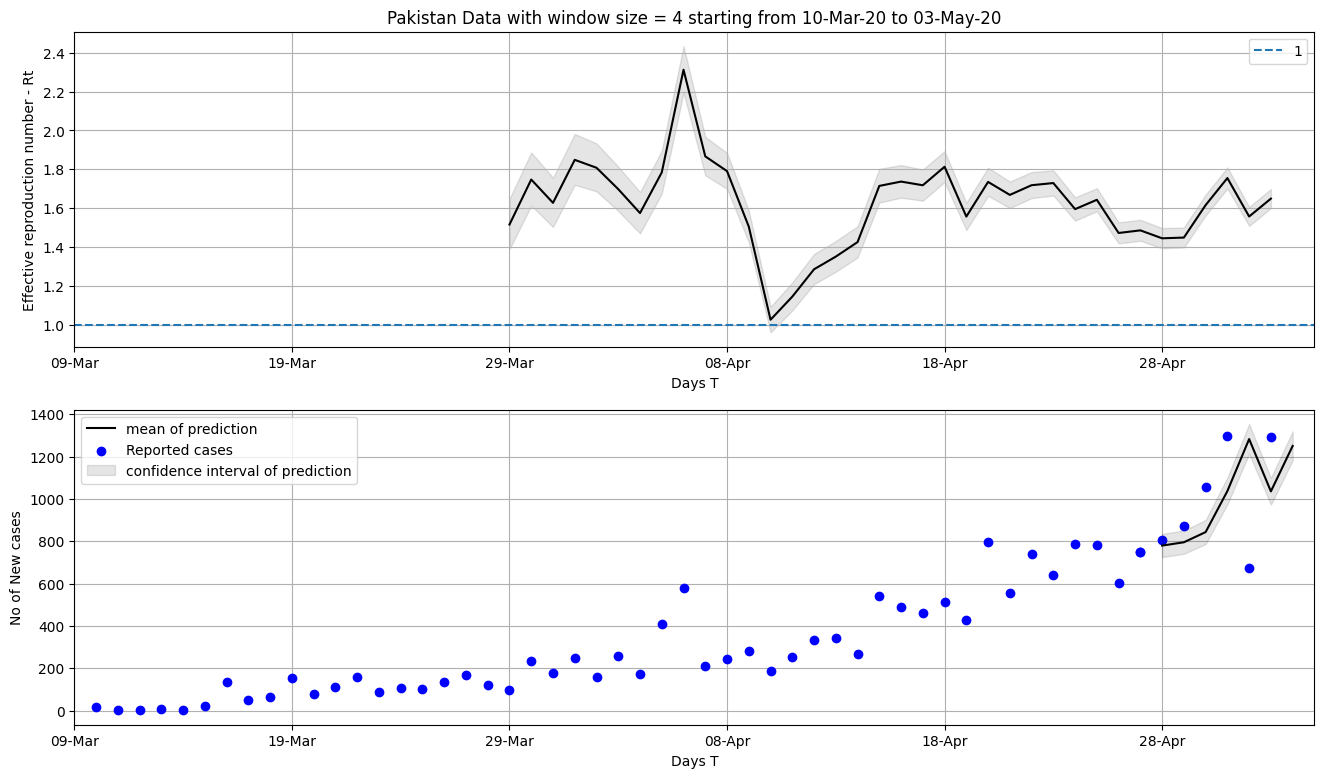 Pakistan Data with window size = 4 starting from 10-Mar-20 to 03-May-20
Effective reproduction number - Rt
2.4
2.2
2.0
1.8
1.6
1.4
1.2
1.0
1
09-Mar 19-Mar 29-Mar 08-Apr 18-Apr 28-Apr
Days T
No of New cases
1400
1200
1000
800
600
400
200
0
mean of prediction
Reported cases
confidence interval of prediction
09-Mar 19-Mar 29-Mar 08-Apr 18-Apr 28-Apr
Days T